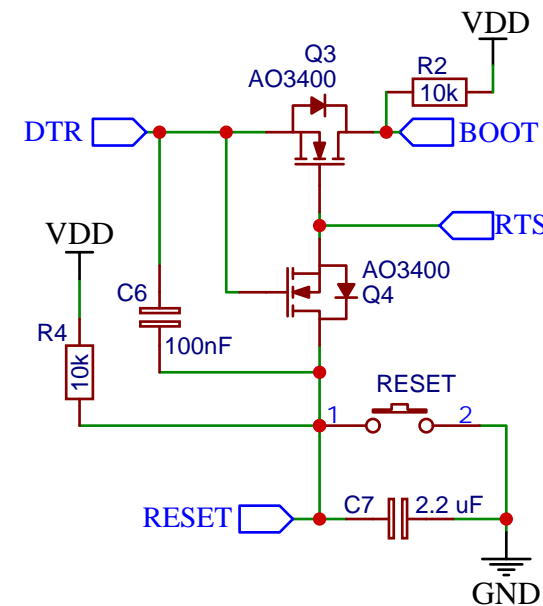 VDD
Q3
AO3400
R2
10k
DTR
BOOT
VDD
RTS
AO3400
Q4
C6
100nF
R4
10k
RESET
1
2
RESET
C7
2.2 uF
GND